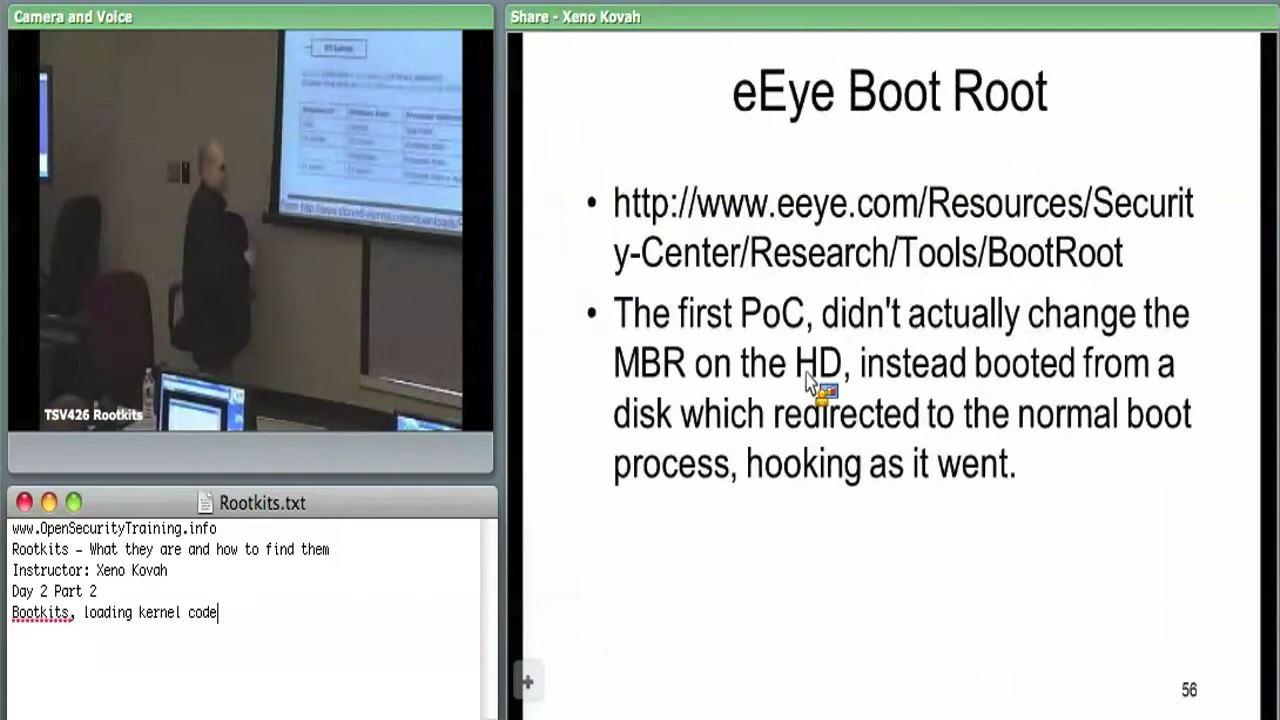 Camera and Voice
TSV426 Rootkits
Rootkits.txt
www.OpenSecurityTraining.info
Rootkits – What they are and how to find them
Instructor: Xeno Kovah
Day 2 Part 2
Bootkits, loading kernel code
Share - Xeno Kovah
eEye Boot Root
• http://www.eeye.com/Resources/Securit
y-Center/Research/Tools/BootRoot
• The first PoC, didn't actually change the
MBR on the HD, instead booted from a
disk which redirected to the normal boot
process, hooking as it went.
56